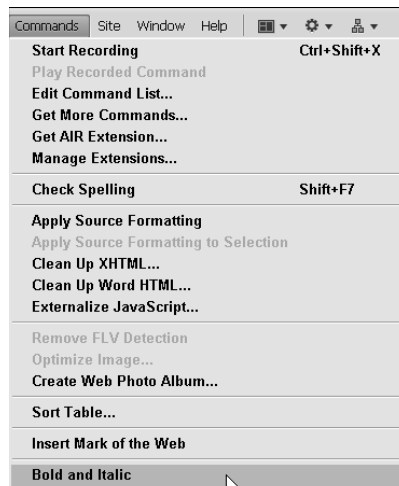 Commands Site Window Help
Start Recording Ctrl+Shift+X
Play Recorded Command
Edit Command List...
Get More Commands...
Get AIR Extension...
Manage Extensions...
Check Spelling Shift+F7
Apply Source Formatting
Apply Source Formatting to Selection
Clean Up XHTML...
Clean Up Word HTML...
Externalize JavaScript...
Remove FLV Detection
Optimize Image...
Create Web Photo Album...
Sort Table...
Insert Mark of the Web
Bold and Italic